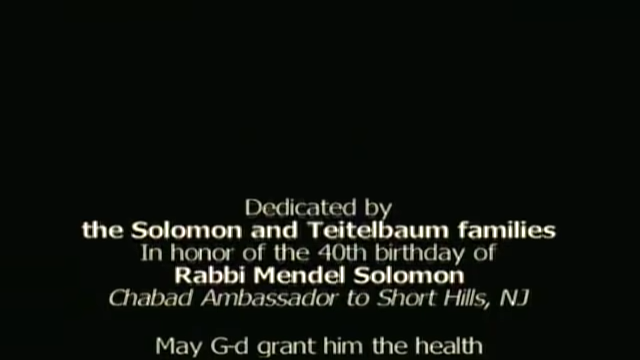 Dedicated by
the Solomon and Teitelbaum families
In honor of the 40th birthday of
Rabbi Mendel Solomon
Chabad Ambassador to Short Hills, NJ
May G-d grant him the health